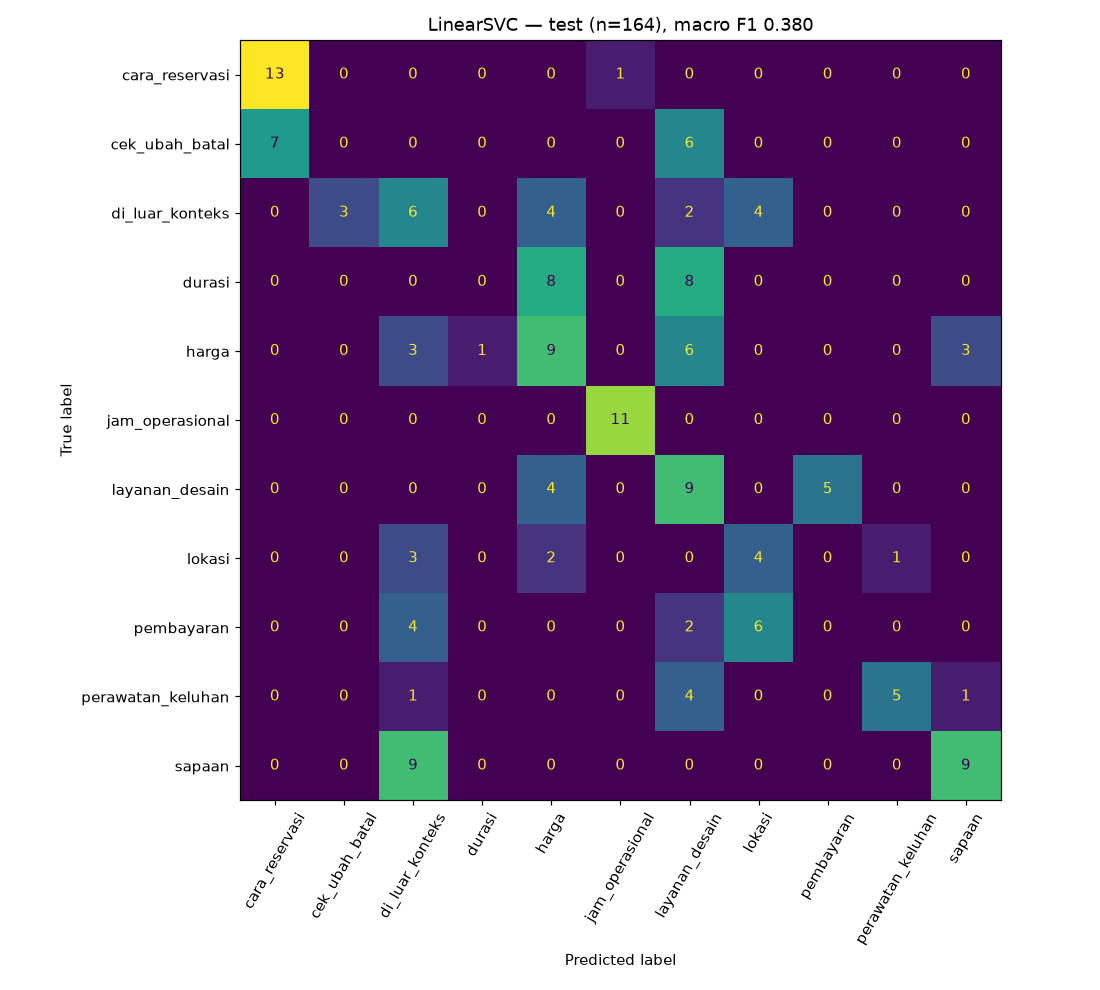 LinearSVC — test (n=164), macro F1 0.380
cara_reservasi 13 0 0 0 0 1 0 0 0 0 0
cek_ubah_batal 7 0 0 0 0 0 6 0 0 0 0
di_luar_konteks 0 3 6 0 4 0 2 4 0 0 0
durasi 0 0 0 0 8 0 8 0 0 0 0
harga 0 0 3 1 9 0 6 0 0 0 3
jam_operasional 0 0 0 0 0 11 0 0 0 0 0
layanan_desain 0 0 0 0 4 0 9 0 5 0 0
lokasi 0 0 3 0 2 0 0 4 0 1 0
pembayaran 0 0 4 0 0 0 2 6 0 0 0
perawatan_keluhan 0 0 1 0 0 0 4 0 0 5 1
sapaan 0 0 9 0 0 0 0 0 0 0 9
True label
cara_reservasi
cek_ubah_batal
di_luar_konteks
durasi
harga
jam_operasional
layanan_desain
lokasi
pembayaran
perawatan_keluhan
sapaan
Predicted label